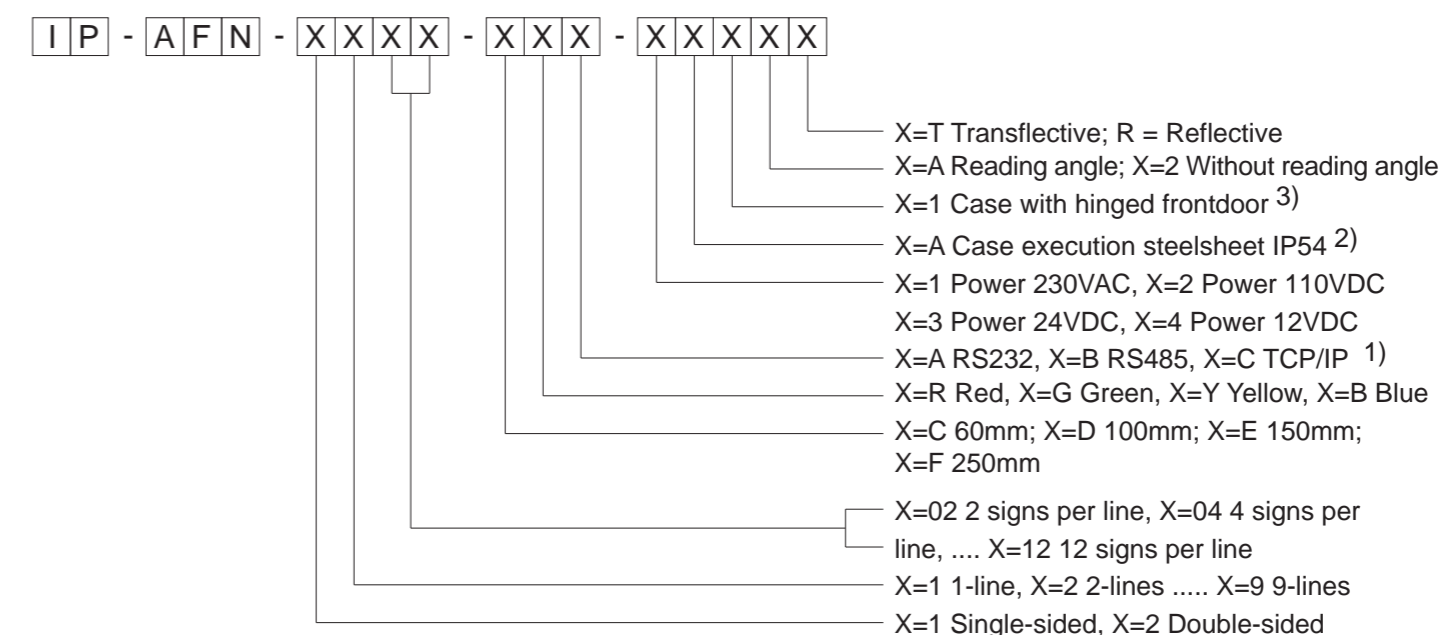 IP - AFN - XXXX - XXX - XXXXX
X=T Transflective; R = Reflective
X=A Reading angle; X=2 Without reading angle
X=1 Case with hinged frontdoor 3)
X=A Case execution steelsheet IP54 2)
X=1 Power 230VAC, X=2 Power 110VDC
X=3 Power 24VDC, X=4 Power 12VDC
X=A RS232, X=B RS485, X=C TCP/IP 1)
X=R Red, X=G Green, X=Y Yellow, X=B Blue
X=C 60mm; X=D 100mm; X=E 150mm;
X=F 250mm
X=02 2 signs per line, X=04 4 signs per
line, .... X=12 12 signs per line
X=1 1-line, X=2 2-lines ..... X=9 9-lines
X=1 Single-sided, X=2 Double-sided